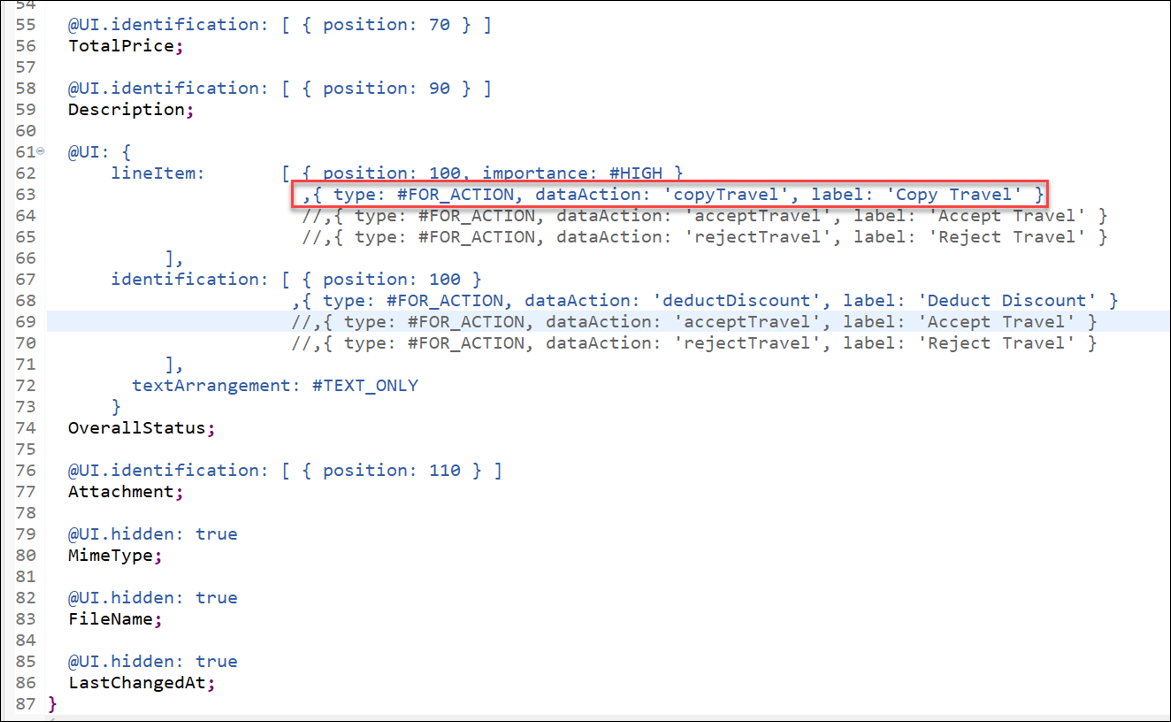 54
55 @UI.identification: [ { position: 70 } ]
56 TotalPrice;
57
58 @UI.identification: [ { position: 90 } ]
59 Description;
60
61 @UI: {
62 lineItem: [ { position: 100, importance: #HIGH }
63 ,{ type: #FOR_ACTION, dataAction: 'copyTravel', label: 'Copy Travel' }
64 //,{ type: #FOR_ACTION, dataAction: 'acceptTravel', label: 'Accept Travel' }
65 //,{ type: #FOR_ACTION, dataAction: 'rejectTravel', label: 'Reject Travel' }
66 ],
67 identification: [ { position: 100 }
68 ,{ type: #FOR_ACTION, dataAction: 'deductDiscount', label: 'Deduct Discount' }
69 //,{ type: #FOR_ACTION, dataAction: 'acceptTravel', label: 'Accept Travel' }
70 //,{ type: #FOR_ACTION, dataAction: 'rejectTravel', label: 'Reject Travel' }
71 ],
72 textArrangement: #TEXT_ONLY
73 }
74 OverallStatus;
75
76 @UI.identification: [ { position: 110 } ]
77 Attachment;
78
79 @UI.hidden: true
80 MimeType;
81
82 @UI.hidden: true
83 FileName;
84
85 @UI.hidden: true
86 LastChangedAt;
87 }